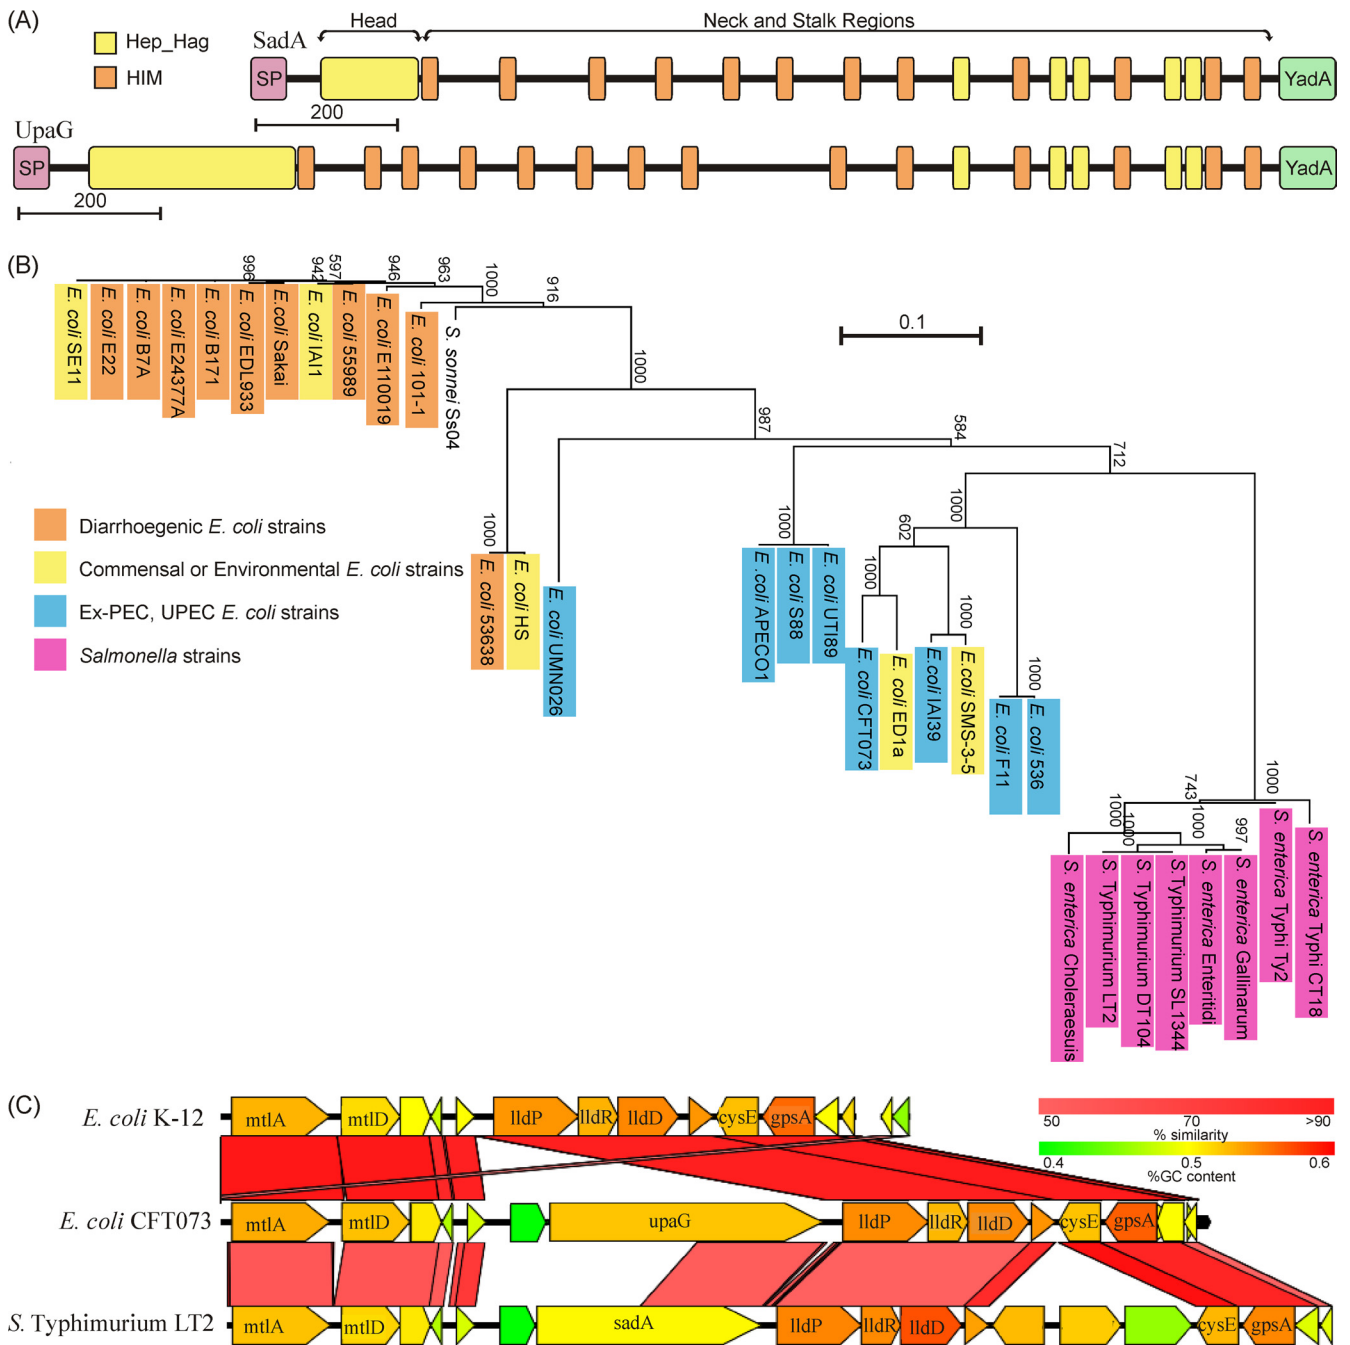 (A)
Hep_Hag
HIM
SadA
Head
Neck and Stalk Regions
SP
YadA
200
UpaG
SP
YadA
200
(B)
996
942
597
946
963
1000
916
1000
987
584
712
1000
602
1000
1000
1000
1000
1000
1000
743
1000
1000
1000
997
0.1
E. coli SE11
E. coli E22
E. coli B7A
E. coli E24377A
E. coli B171
E. coli EDL933
E.coli Sakai
E. coli IAI1
E. coli 55989
E. coli E110019
E. coli 101-1
S. sonnei Ss04
E. coli 53638
E. coli HS
E. coli UMN026
E .coli APECO1
E. coli S88
E. coli UTI89
E. coli CFT073
E. coli ED1a
E.coli IAI39
E.coli SMS-3-5
E. coli F11
E. coli 536
S. enterica Choleraesuis
S. Typhimurium LT2
S. Typhimurium DT104
S.Typhimurium SL1344
S. enterica Enteritidi
S. enterica Gallinarum
S. enterica Typhi Ty2
S. enterica Typhi CT18
Diarrhoegenic E. coli strains
Commensal or Environmental E. coli strains
Ex-PEC, UPEC E. coli strains
Salmonella strains
(C)
E. coli K-12
mtlA
mtlD
lldP
lldR
lldD
cysE
gpsA
50 70 >90
% similarity
0.4 0.5 0.6
%GC content
E. coli CFT073
mtlA
mtlD
upaG
lldP
lldR
lldD
cysE
gpsA
S. Typhimurium LT2
mtlA
mtlD
sadA
lldP
lldR
lldD
cysE
gpsA